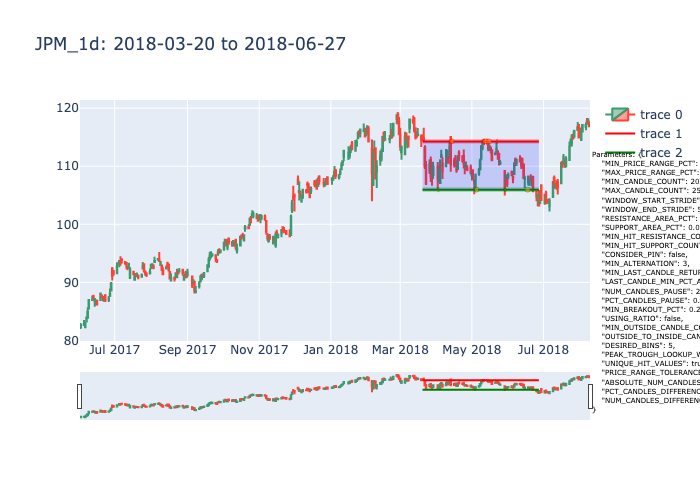 JPM_1d: 2018-03-20 to 2018-06-27
120
110
100
90
80
Jul 2017
Sep 2017
Nov 2017
Jan 2018
Mar 2018
May 2018
Jul 2018
trace 0
trace 1
trace 2
Parameters: {
"MIN_PRICE_RANGE_PCT":
"MAX_PRICE_RANGE_PCT":
"MIN_CANDLE_COUNT": 20
"MAX_CANDLE_COUNT": 25
"WINDOW_START_STRIDE"
"WINDOW_END_STRIDE": 5
"RESISTANCE_AREA_PCT":
"SUPPORT_AREA_PCT": 0.0
"MIN_HIT_RESISTANCE_CO
"MIN_HIT_SUPPORT_COUNT
"CONSIDER_PIN": false,
"MIN_ALTERNATION": 3,
"MIN_LAST_CANDLE_RETUR
"LAST_CANDLE_MIN_PCT_A
"NUM_CANDLES_PAUSE": 2
"PCT_CANDLES_PAUSE": 0.
"MIN_BREAKOUT_PCT": 0.2
"USING_RATIO": false,
"MIN_OUTSIDE_CANDLE_CO
"OUTSIDE_TO_INSIDE_CAN
"DESIRED_BINS": 5,
"PEAK_TROUGH_LOOKUP_W
"UNIQUE_HIT_VALUES": tru
"PRICE_RANGE_TOLERANC
"ABSOLUTE_NUM_CANDLES
"PCT_CANDLES_DIFFERENC
"NUM_CANDLES_DIFFEREN
}